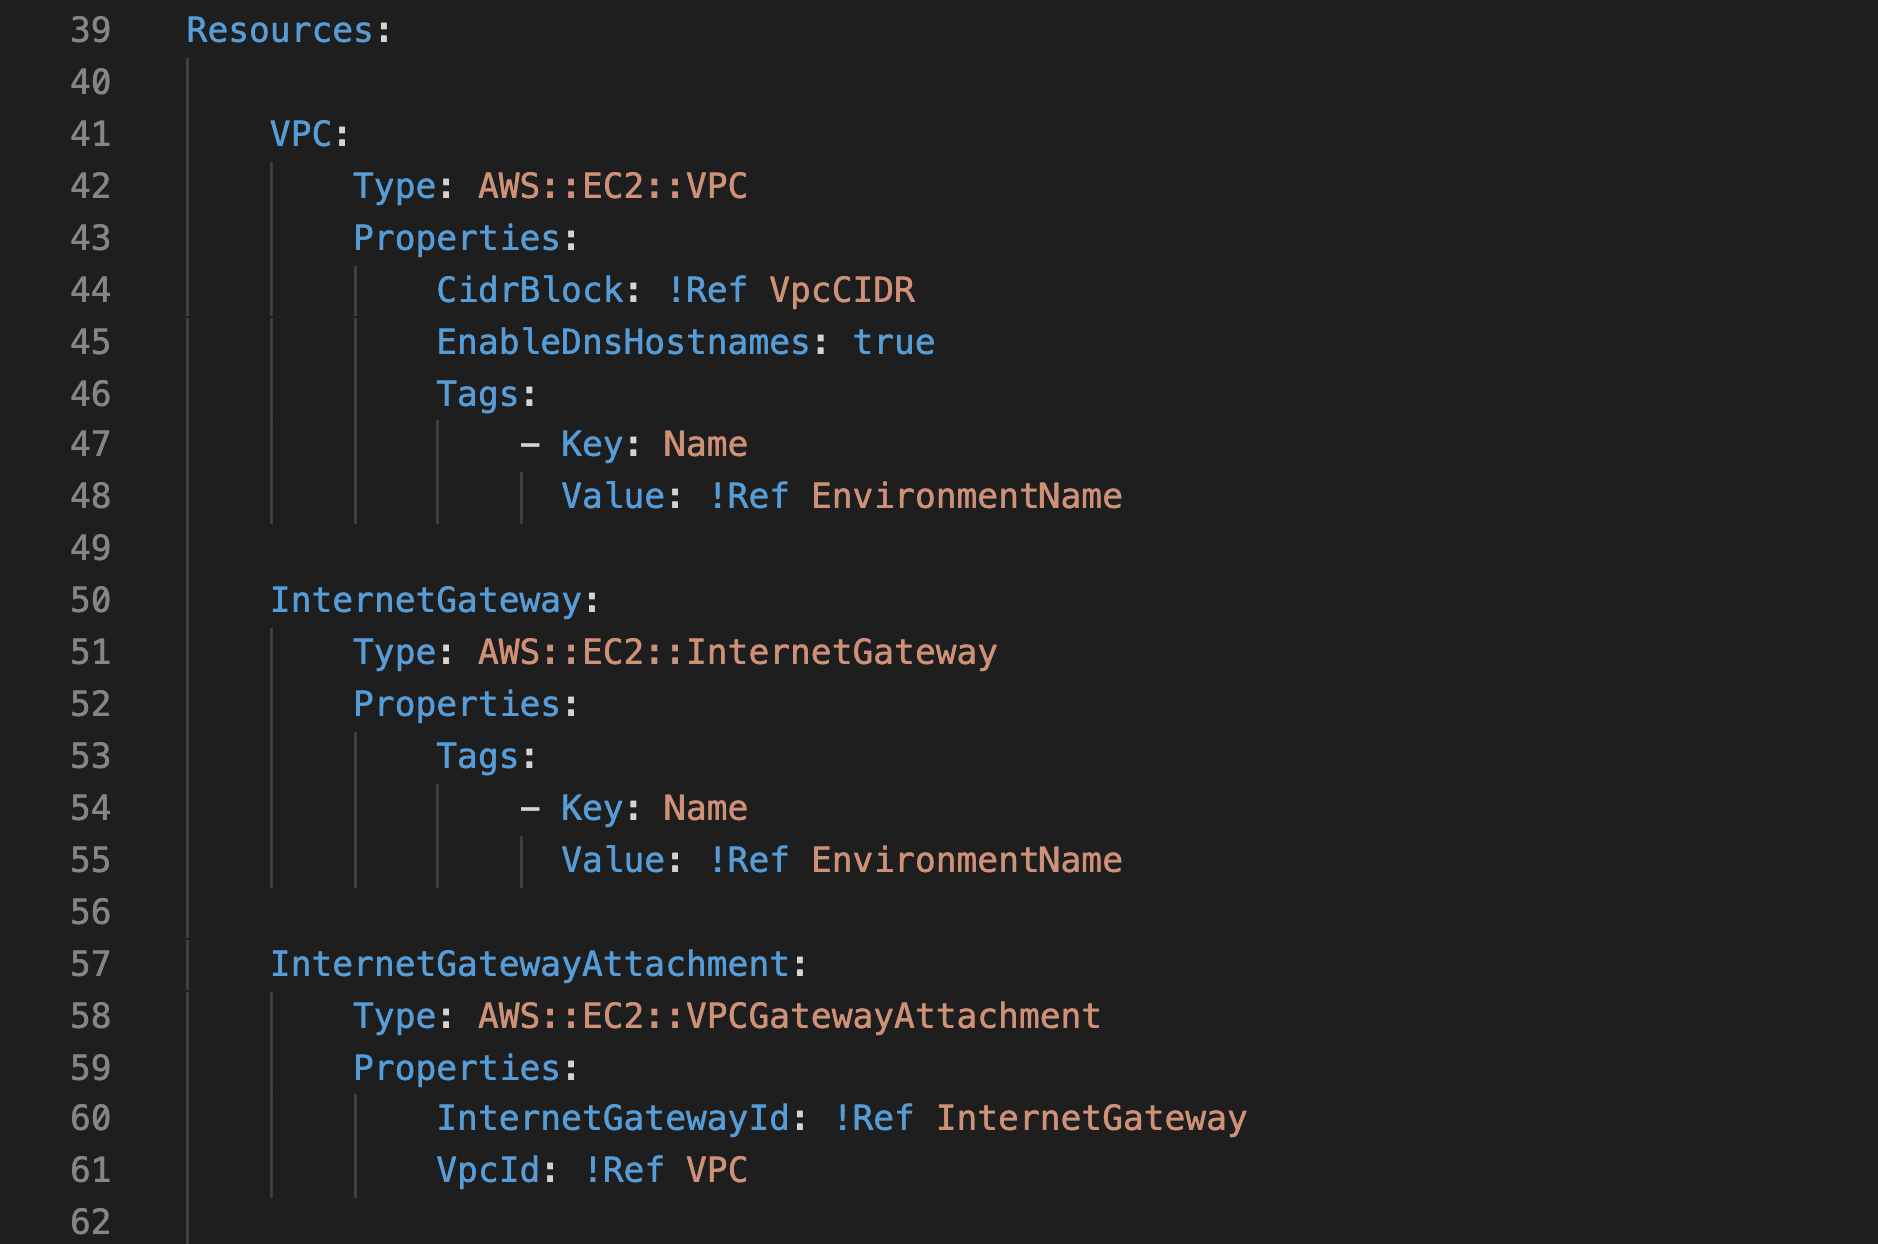 39 Resources:
40
41 VPC:
42 Type: AWS::EC2::VPC
43 Properties:
44 CidrBlock: !Ref VpcCIDR
45 EnableDnsHostnames: true
46 Tags:
47 - Key: Name
48 Value: !Ref EnvironmentName
49
50 InternetGateway:
51 Type: AWS::EC2::InternetGateway
52 Properties:
53 Tags:
54 - Key: Name
55 Value: !Ref EnvironmentName
56
57 InternetGatewayAttachment:
58 Type: AWS::EC2::VPCGatewayAttachment
59 Properties:
60 InternetGatewayId: !Ref InternetGateway
61 VpcId: !Ref VPC
62